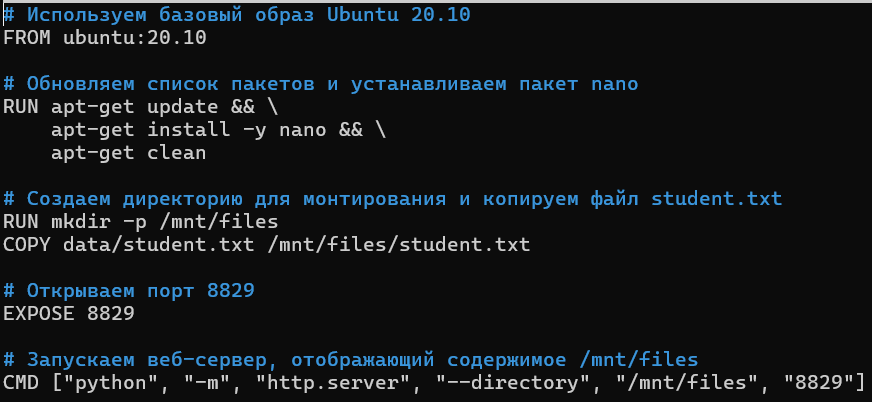 # Используем базовый образ Ubuntu 20.10
FROM ubuntu:20.10
# Обновляем список пакетов и устанавливаем пакет nano
RUN apt-get update && \
apt-get install -y nano && \
apt-get clean
# Создаем директорию для монтирования и копируем файл student.txt
RUN mkdir -p /mnt/files
COPY data/student.txt /mnt/files/student.txt
# Открываем порт 8829
EXPOSE 8829
# Запускаем веб-сервер, отображающий содержимое /mnt/files
CMD ["python", "-m", "http.server", "--directory", "/mnt/files", "8829"]